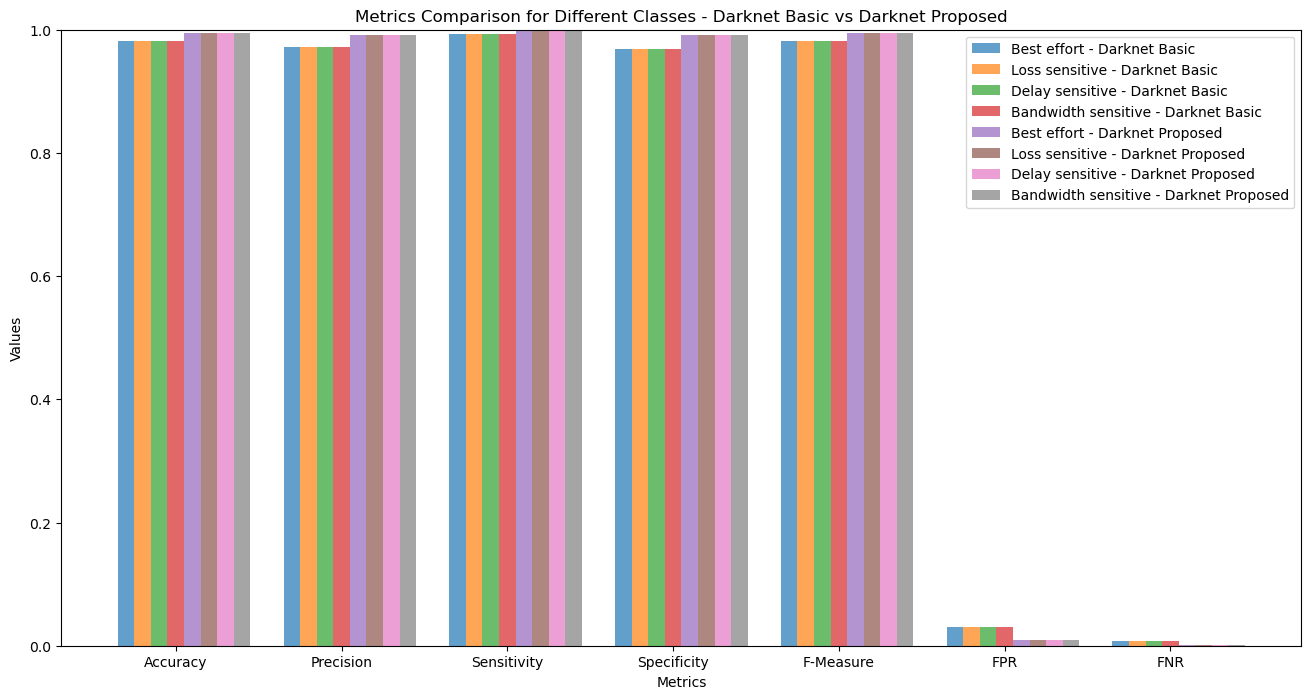 Metrics Comparison for Different Classes - Darknet Basic vs Darknet Proposed
1.0
0.8
0.6
0.4
0.2
0.0
Values
Best effort - Darknet Basic
Loss sensitive - Darknet Basic
Delay sensitive - Darknet Basic
Bandwidth sensitive - Darknet Basic
Best effort - Darknet Proposed
Loss sensitive - Darknet Proposed
Delay sensitive - Darknet Proposed
Bandwidth sensitive - Darknet Proposed
Accuracy Precision Sensitivity Specificity F-Measure FPR FNR
Metrics